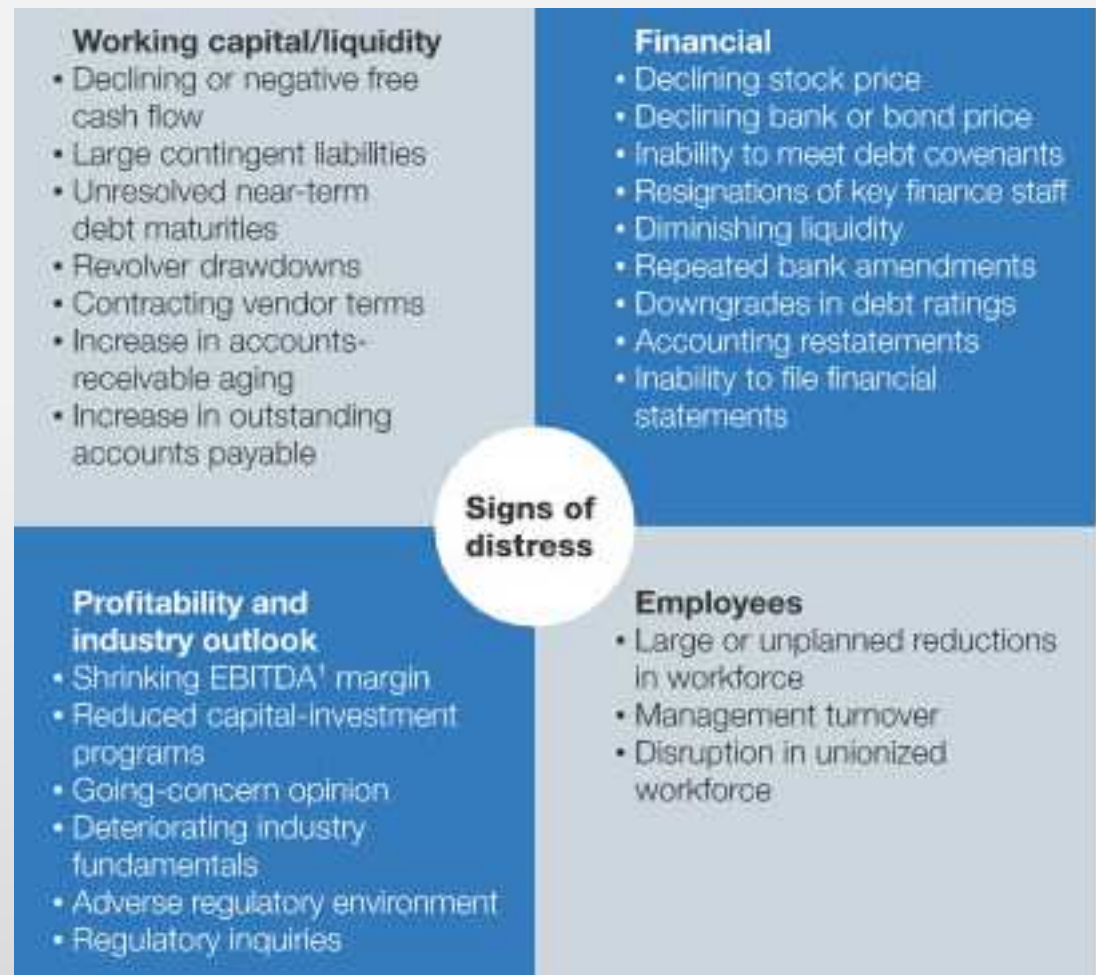 Working capital/liquidity
• Declining or negative free
cash flow
• Large contingent liabilities
• Unresolved near-term
debt maturities
• Revolver drawdowns
• Contracting vendor terms
• Increase in accounts-
receivable aging
• Increase in outstanding
accounts payable
Financial
• Declining stock price
• Declining bank or bond price
• Inability to meet debt covenants
• Resignations of key finance staff
• Diminishing liquidity
• Repeated bank amendments
• Downgrades in debt ratings
• Accounting restatements
• Inability to file financial
statements
Signs of
distress
Profitability and
industry outlook
• Shrinking EBITDA¹ margin
• Reduced capital-investment
programs
• Going-concern opinion
• Deteriorating industry
fundamentals
• Adverse regulatory environment
• Regulatory inquiries
Employees
• Large or unplanned reductions
in workforce
• Management turnover
• Disruption in unionized
workforce